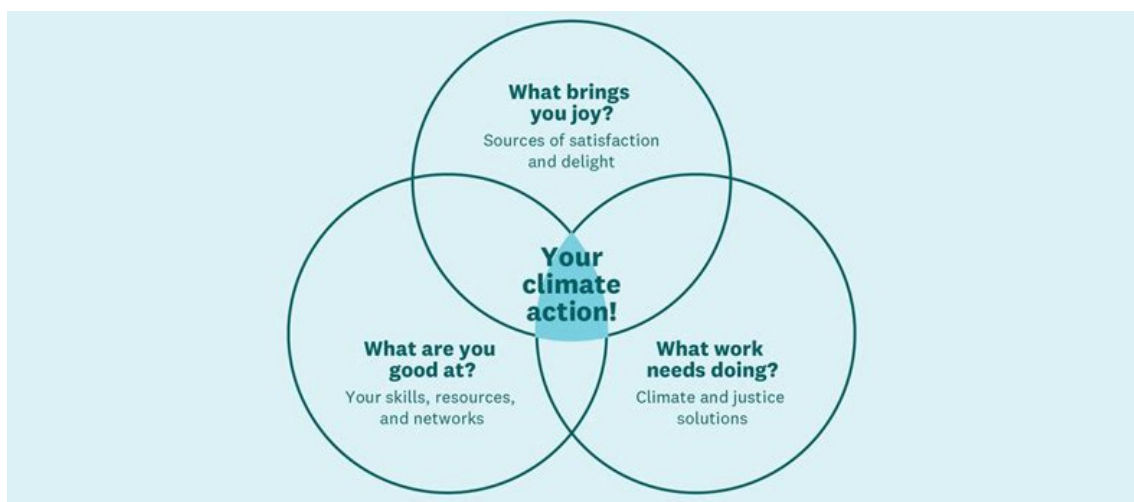 What brings
you joy?
Sources of satisfaction
and delight
Your
climate
action!
What are you
good at?
Your skills, resources,
and networks
What work
needs doing?
Climate and justice
solutions